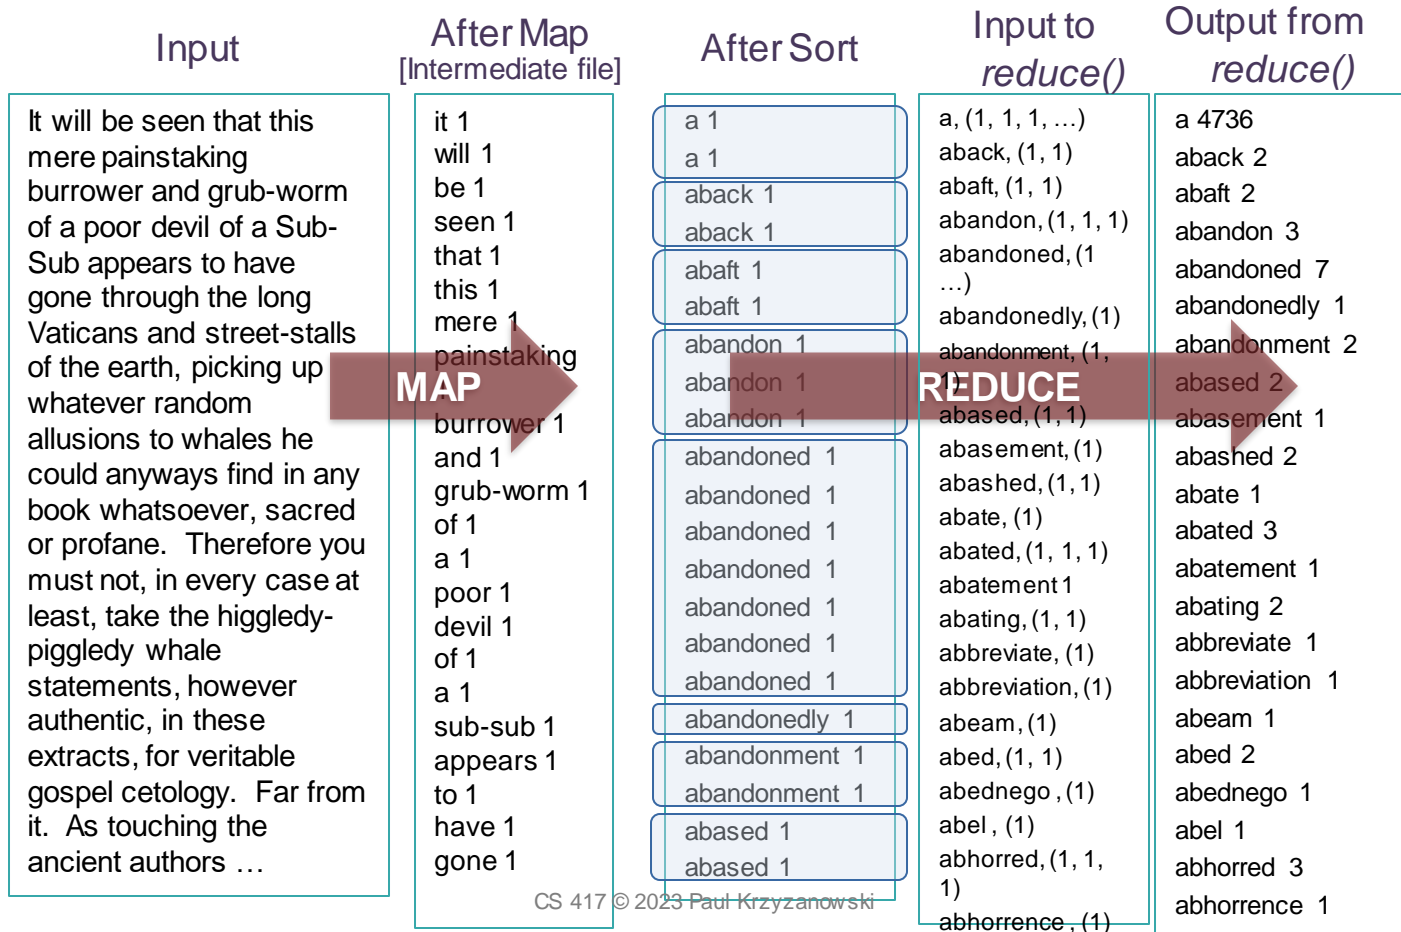 Input
It will be seen that this
mere painstaking
burrower and grub-worm
of a poor devil of a Sub-
Sub appears to have
gone through the long
Vaticans and street-stalls
of the earth, picking up
whatever random
allusions to whales he
could anyways find in any
book whatsoever, sacred
or profane.  Therefore you
must not, in every case at
least, take the higgledy-
piggledy whale
statements, however
authentic, in these
extracts, for veritable
gospel cetology.  Far from
it.  As touching the
ancient authors …
MAP
After Map
[Intermediate file]
it 1
will 1
be 1
seen 1
that 1
this 1
mere 1
painstaking
burrower 1
and 1
grub-worm 1
of 1
a 1
poor 1
devil 1
of 1
a 1
sub-sub 1
appears 1
to 1
have 1
gone 1
After Sort
a 1
a 1
aback 1
aback 1
abaft 1
abaft 1
abandon 1
abandon 1
abandon 1
abandoned 1
abandoned 1
abandoned 1
abandoned 1
abandoned 1
abandoned 1
abandoned 1
abandonedly 1
abandonment 1
abandonment 1
abased 1
abased 1
REDUCE
Input to
reduce()
a, (1, 1, 1, …)
aback, (1, 1)
abaft, (1, 1)
abandon, (1, 1, 1)
abandoned, (1
…)
abandonedly, (1)
abandonment, (1,
1)
abased, (1, 1)
abasement, (1)
abashed, (1, 1)
abate, (1)
abated, (1, 1, 1)
abatement 1
abating, (1, 1)
abbreviate, (1)
abbreviation, (1)
abeam, (1)
abed, (1, 1)
abednego , (1)
abel , (1)
abhorred, (1, 1,
1)
abhorrence , (1)
Output from
reduce()
a 4736
aback 2
abaft 2
abandon 3
abandoned 7
abandonedly 1
abandonment 2
abased 2
abasement 1
abashed 2
abate 1
abated 3
abatement 1
abating 2
abbreviate 1
abbreviation 1
abeam 1
abed 2
abednego 1
abel 1
abhorred 3
abhorrence 1
CS 417 © 2023 Paul Krzyzanowski